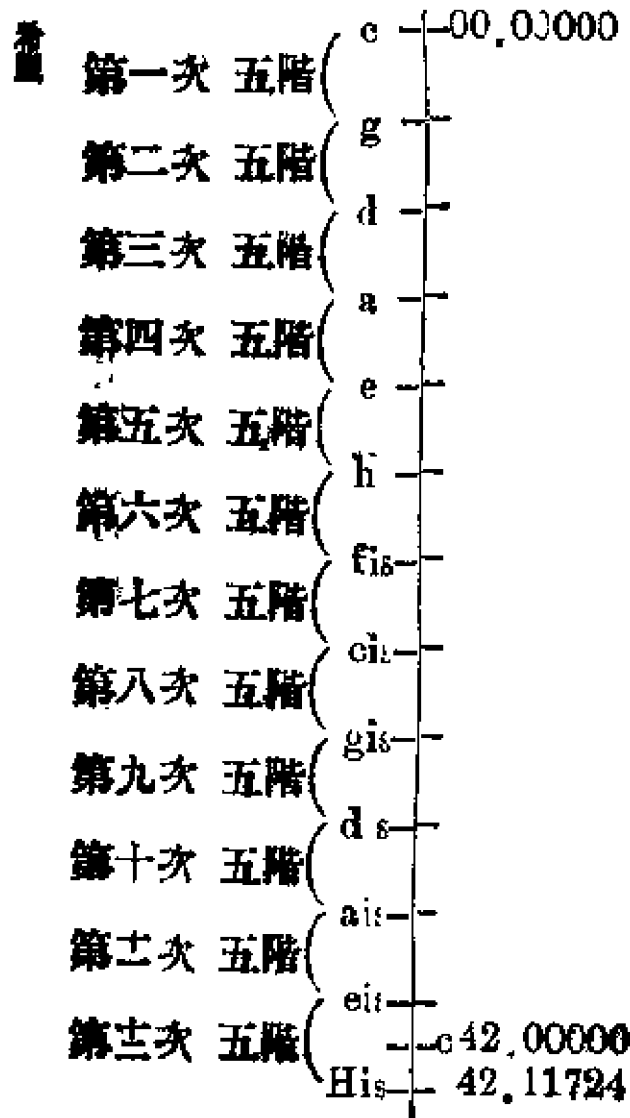 c 00.00000
第一次 五階
g
第二次 五階
d
第三次 五階
a
第四次 五階
e
第五次 五階
h
第六次 五階
fis
第七次 五階
cis
第八次 五階
gis
第九次 五階
dis
第十次 五階
ais
第十一次 五階
eis
第十二次 五階
c 42.00000
His 42.11724